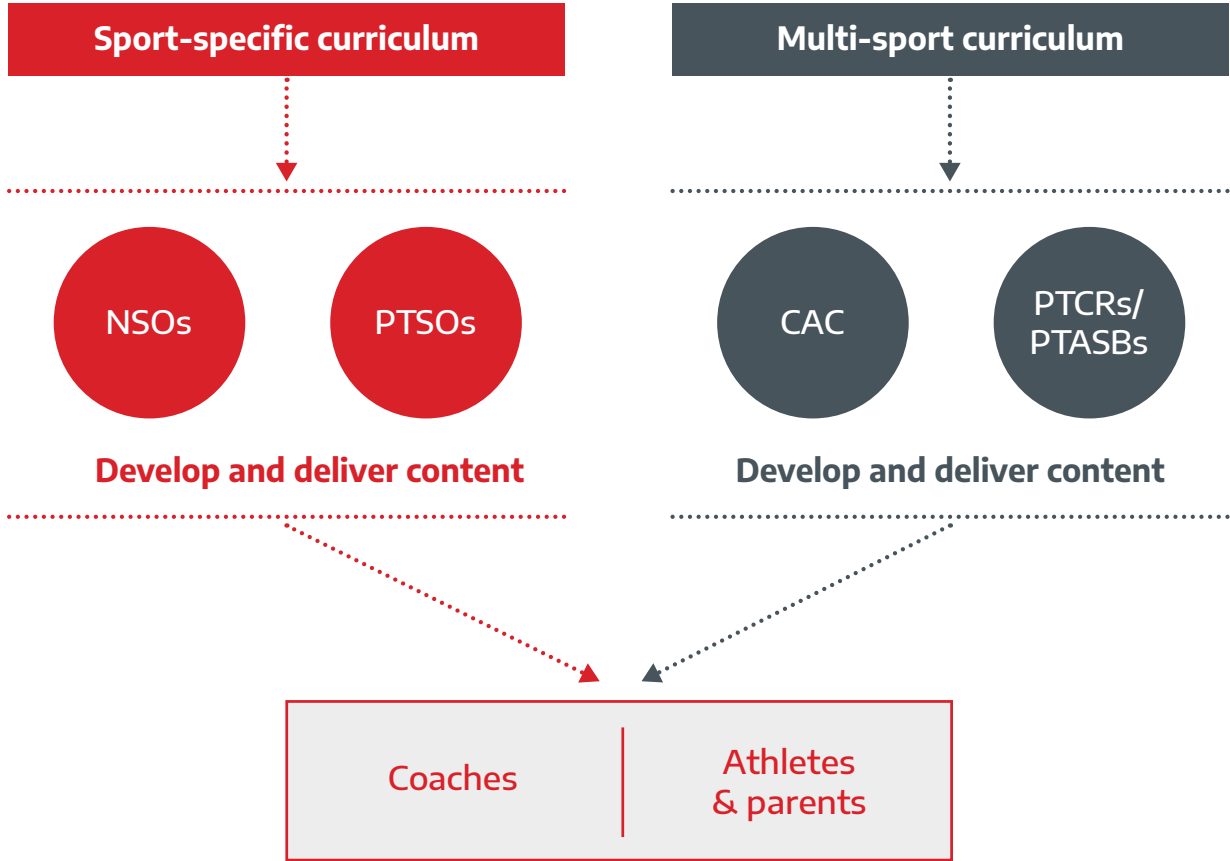 Sport-specific curriculum
Multi-sport curriculum
NSOs
PTSOs
CAC
PTCRs/
PTASBs
Develop and deliver content
Develop and deliver content
Coaches
Athletes
& parents